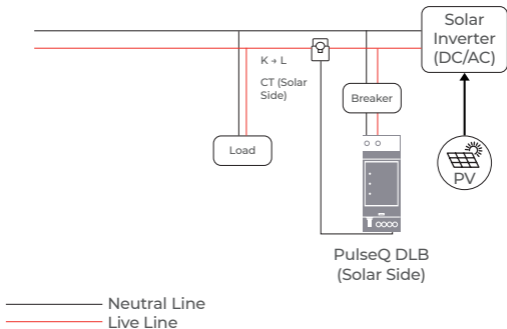 Solar
Inverter
(DC/AC)
K → L
CT (Solar
Side)
Breaker
Load
PV
PulseQ DLB
(Solar Side)
Neutral Line
Live Line